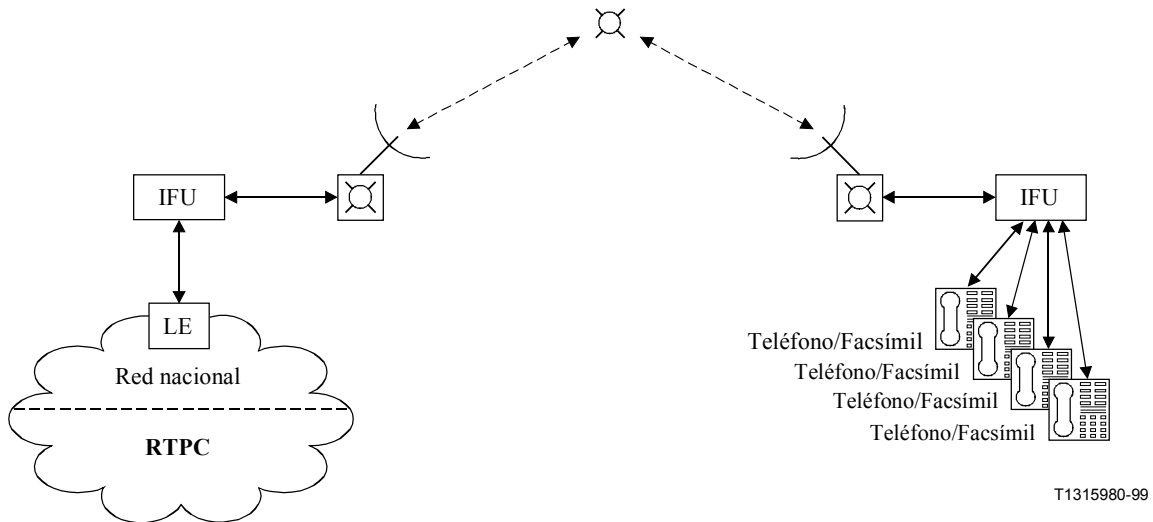 IFU
IFU
LE
Red nacional
RTPC
Teléfono/Facsímil
Teléfono/Facsímil
Teléfono/Facsímil
Teléfono/Facsímil
T1315980-99